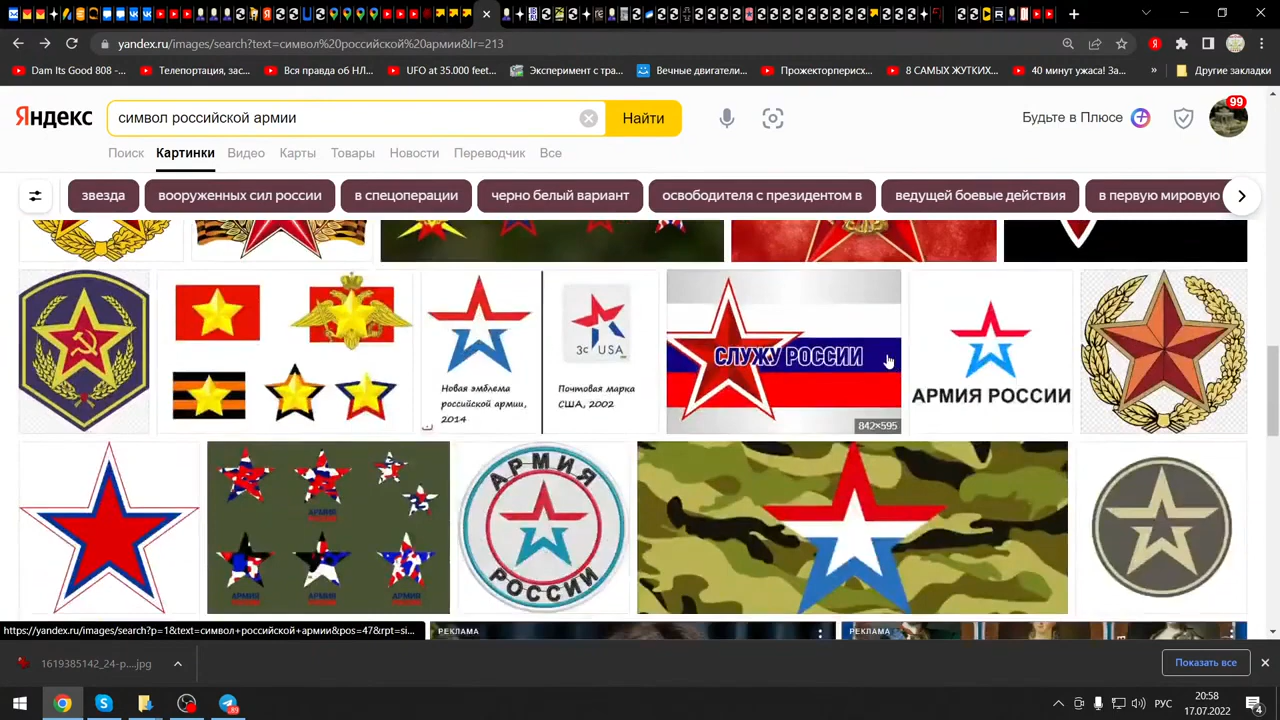 yandex.ru/images/search?text=символ%20российской%20армии&lr=213
Dam Its Good 808 -...
Телепортация, зас...
Вся правда об НЛ...
UFO at 35.000 feet...
Эксперимент с тра...
Вечные двигатели...
Прожекторперисх...
8 САМЫХ ЖУТКИХ...
40 минут ужаса! За...
»
Другие закладки
Яндекс
символ российской армии
Найти
Будьте в Плюсе
99
Поиск
Картинки
Видео
Карты
Товары
Новости
Переводчик
Все
звезда
вооруженных сил россии
в спецоперации
черно белый вариант
освободителя с президентом в
ведущей боевые действия
в первую мировую
Новая эмблема
российской армии,
2014
3c USA
Почтовая марка
США, 2002
СЛУЖУ РОССИИ
842×595
АРМИЯ РОССИИ
АРМИЯ
РОССИИ
https://yandex.ru/images/search?p=1&text=символ+российской+армии&pos=47&rpt=si...
РЕКЛАМА
РЕКЛАМА
1619385142_24-p....jpg
Показать все
РУС
20:58
17.07.2022
4